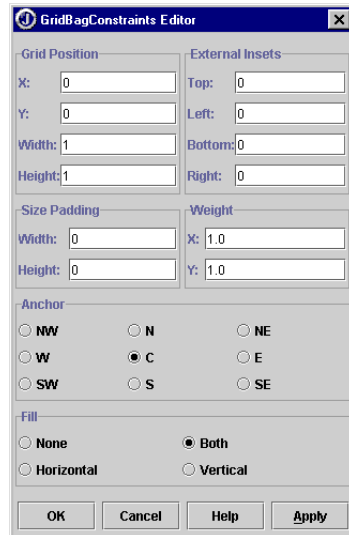 GridBagConstraints Editor
Grid Position
External Insets
X: 0
Top: 0
Y: 0
Left: 0
Width: 1
Bottom: 0
Height: 1
Right: 0
Size Padding
Weight
Width: 0
X: 1.0
Height: 0
Y: 1.0
Anchor
NW N NE
W C E
SW S SE
Fill
None Both
Horizontal Vertical
OK Cancel Help Apply